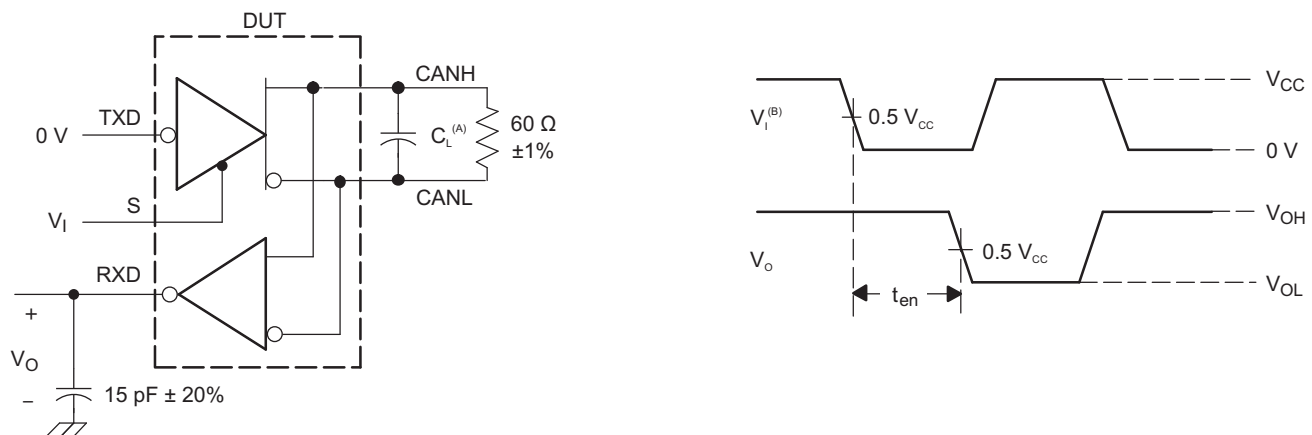 DUT
CANH
TXD
0 V
C_L^(A)
60 Ω
±1%
S
V_I
CANL
RXD
+
V_O
–
15 pF ± 20%
V_CC
V_I^(B)
0.5 V_CC
0 V
V_OH
V_O
0.5 V_CC
t_en
V_OL